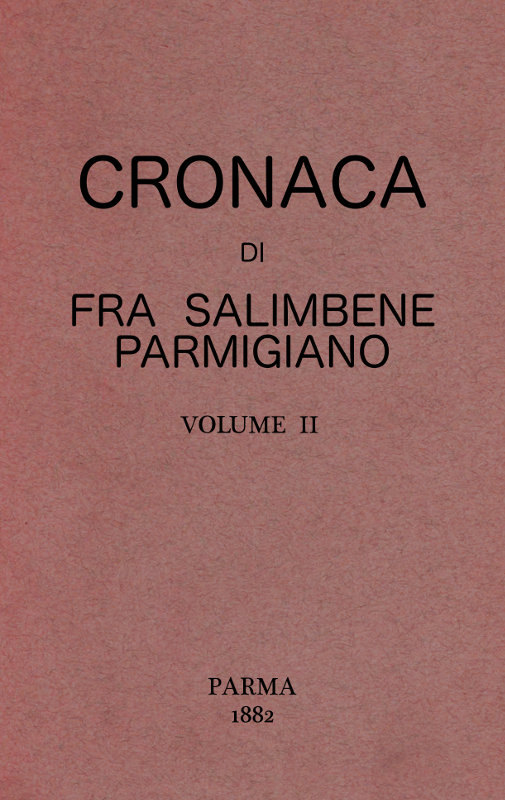 CRONACA
DI
FRA SALIMBENE
PARMIGIANO
VOLUME II
PARMA
1882